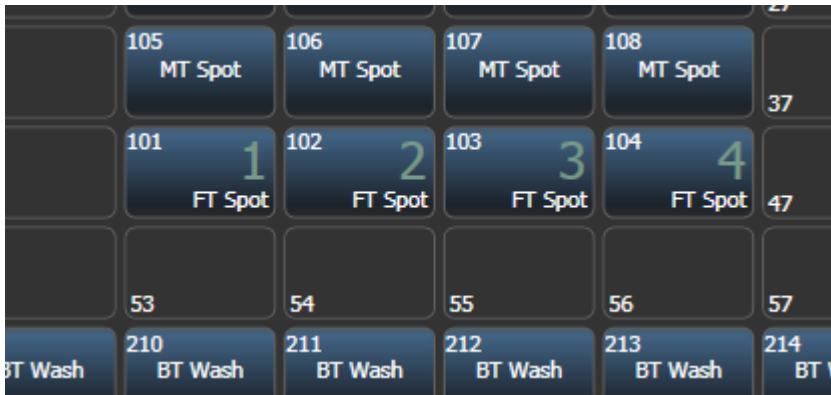 105 106 107 108
MT Spot MT Spot MT Spot MT Spot
37
101 1 102 2 103 3 104 4
FT Spot FT Spot FT Spot FT Spot 47
53 54 55 56 57
210 211 212 213 214
BT Wash BT Wash BT Wash BT Wash BT Wash BT